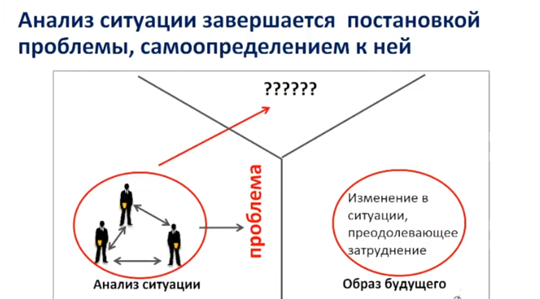 Анализ ситуации завершается постановкой
проблемы, самоопределением к ней
??????
проблема
Изменение в
ситуации,
преодолевающее
затруднение
Анализ ситуации
Образ будущего